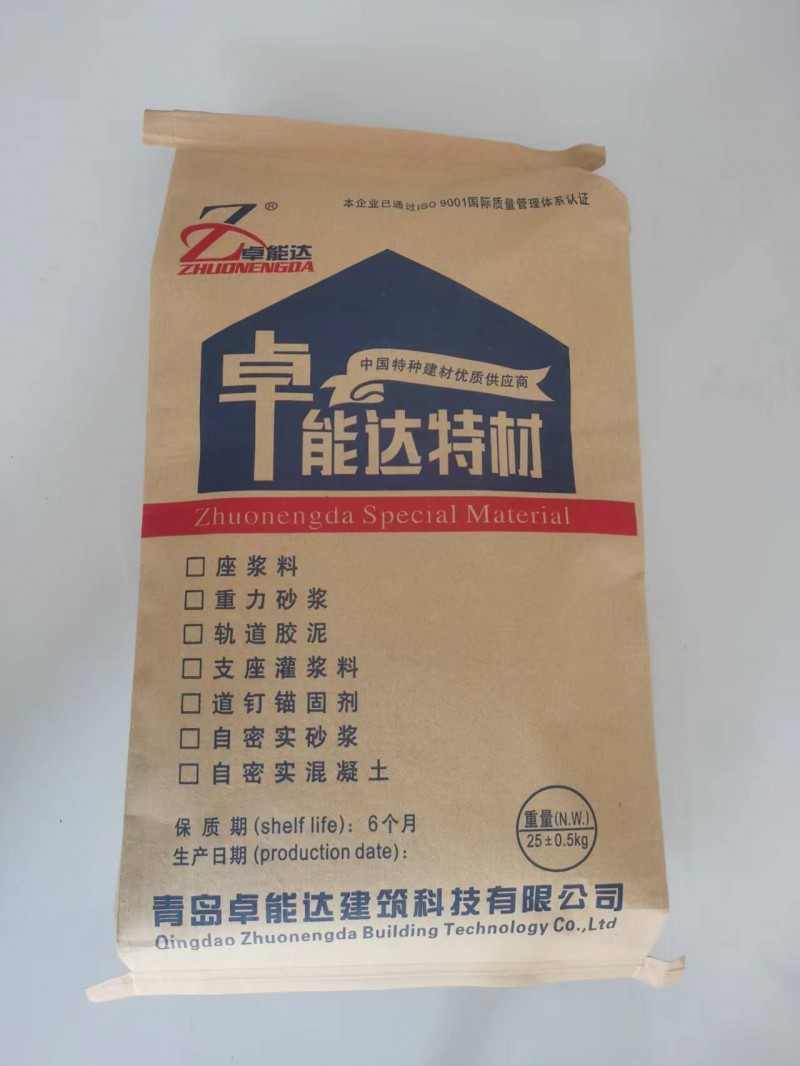 本企业已通过ISO 9001国际质量管理体系认证
Z®
卓能达
ZHUONENGDA
中国特种建材优质供应商
卓能达特材
Zhuonengda Special Material
□ 座浆料
□ 重力砂浆
□ 轨道胶泥
□ 支座灌浆料
□ 道钉锚固剂
□ 自密实砂浆
□ 自密实混凝土
保质期(shelf life)：6个月
生产日期(production date)：
重量(N.W.)
25±0.5kg
青岛卓能达建筑科技有限公司
Qingdao Zhuonengda Building Technology Co.,Ltd